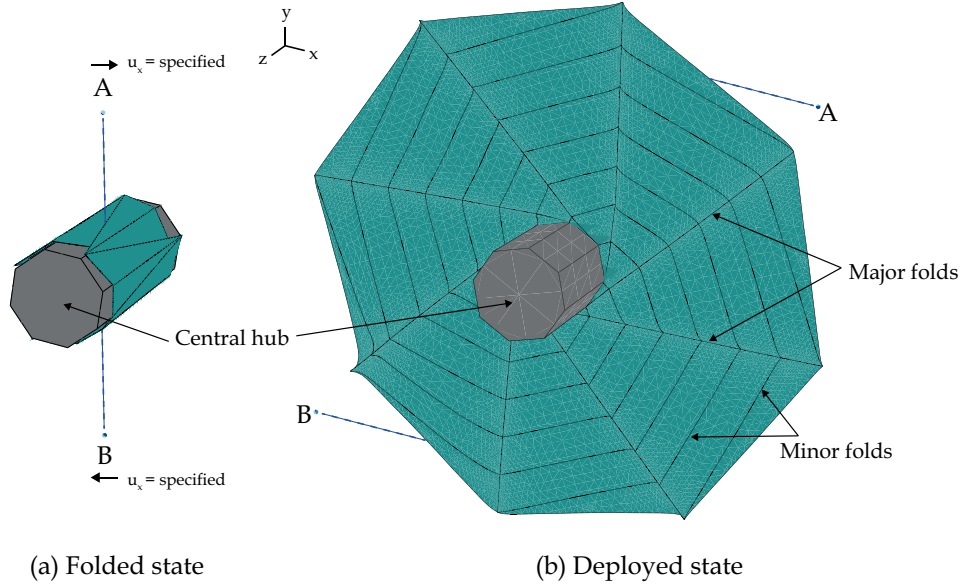 y
z
x
u_x = specified
A
A
Major folds
Central hub
B
B
Minor folds
u_x = specified
(a) Folded state
(b) Deployed state